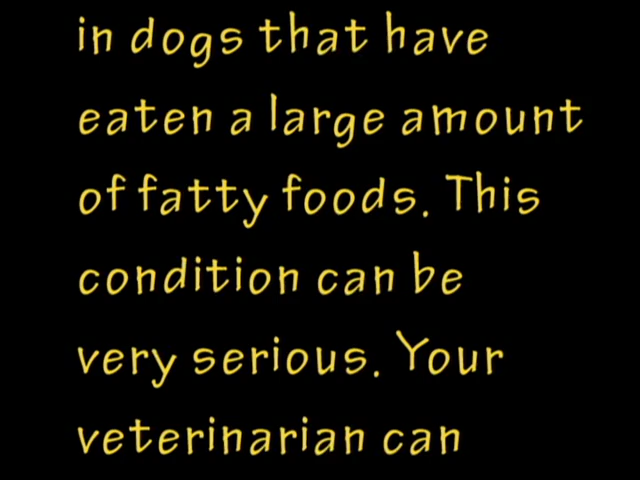 in dogs that have
eaten a large amount
of fatty foods. This
condition can be
very serious. Your
veterinarian can